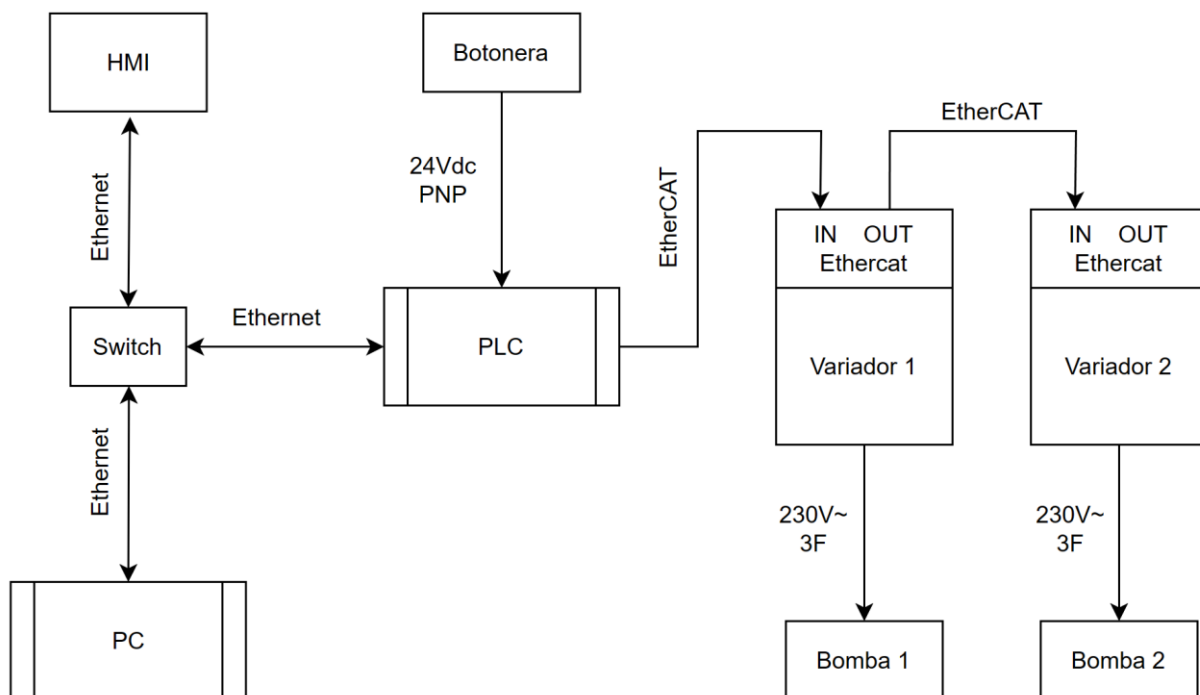 HMI
Botonera
EtherCAT
24Vdc
PNP
EtherCAT
Ethernet
IN OUT
Ethercat
IN OUT
Ethercat
Ethernet
Switch
PLC
Variador 1
Variador 2
Ethernet
230V~
3F
230V~
3F
PC
Bomba 1
Bomba 2